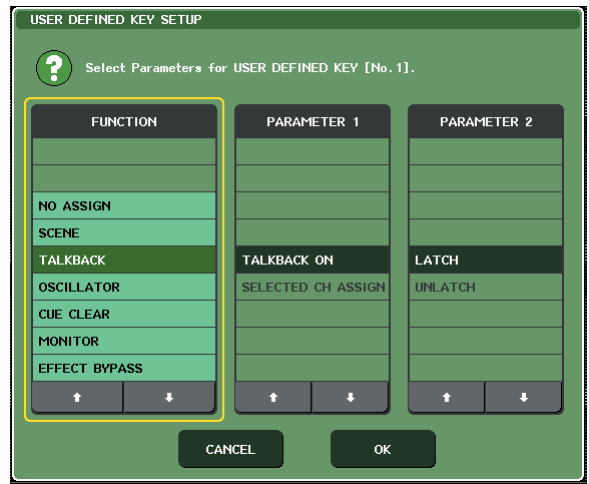 USER DEFINED KEY SETUP
?
Select Parameters for USER DEFINED KEY [No.1].
FUNCTION
NO ASSIGN
SCENE
TALKBACK
OSCILLATOR
CUE CLEAR
MONITOR
EFFECT BYPASS
PARAMETER 1
TALKBACK ON
SELECTED CH ASSIGN
PARAMETER 2
LATCH
UNLATCH
CANCEL
OK